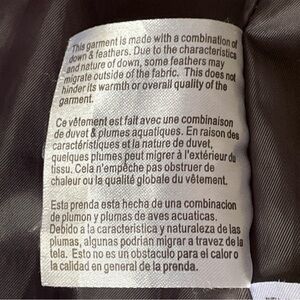 This garment is made with a combination of
down & feathers. Due to the characteristics
and nature of down, some feathers may
migrate outside of the fabric. This does not
hinder its warmth or overall quality of the
garment.
Ce vêtement est fait avec une combinaison
de duvet & plumes aquatiques. En raison des
caractéristiques et la nature de duvet,
quelques plumes peut migrer à l'extérieur du
tissu. Cela n'empêche pas obstruer de
chaleur ou la qualité globale du vêtement.
Esta prenda esta hecha de una combinacion
de plumon y plumas de aves acuaticas.
Debido a la caracteristica y naturaleza de las
plumas, algunas podrian migrar a travez de la
tela. Esto no es un obstaculo para el calor o
la calidad en general de la prenda.